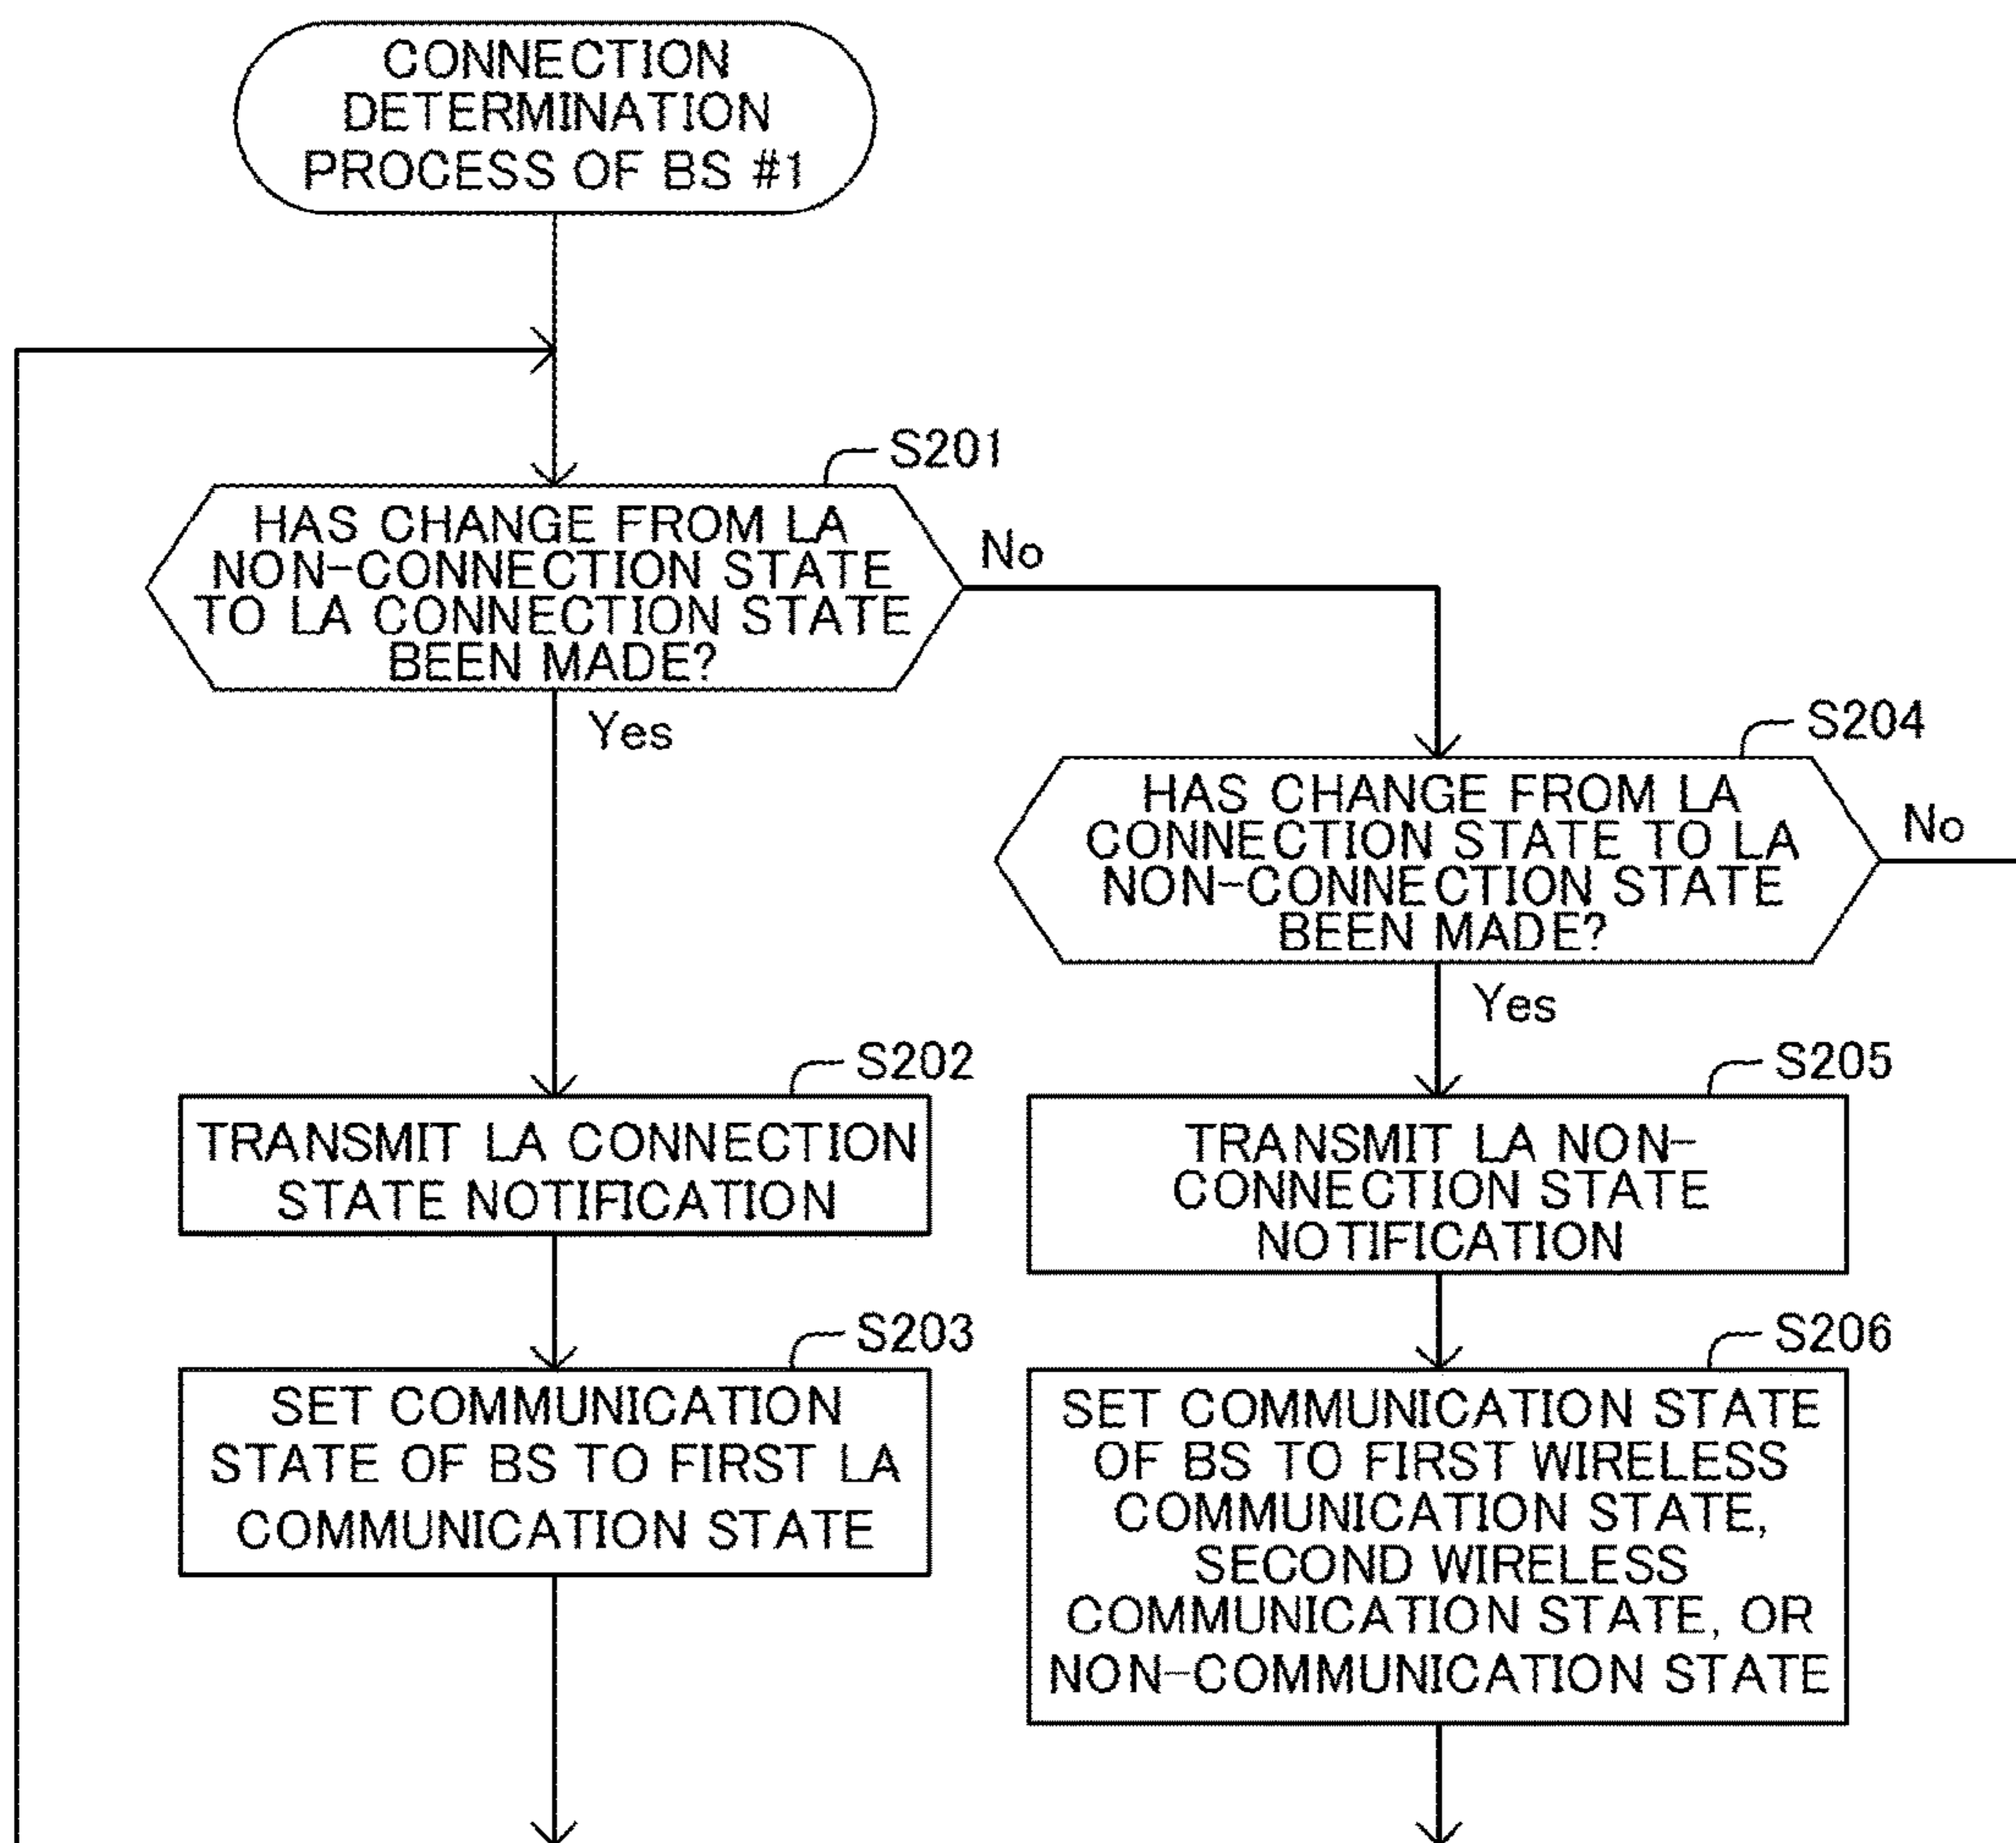 CONNECTION
DETERMINATION
PROCESS OF BS #1
S201
HAS CHANGE FROM LA
NON-CONNECTION STATE
TO LA CONNECTION STATE
BEEN MADE?
No
Yes
S204
HAS CHANGE FROM LA
CONNECTION STATE TO LA
NON-CONNECTION STATE
BEEN MADE?
No
Yes
S202
TRANSMIT LA CONNECTION
STATE NOTIFICATION
S205
TRANSMIT LA NON-
CONNECTION STATE
NOTIFICATION
S203
SET COMMUNICATION
STATE OF BS TO FIRST LA
COMMUNICATION STATE
S206
SET COMMUNICATION STATE
OF BS TO FIRST WIRELESS
COMMUNICATION STATE,
SECOND WIRELESS
COMMUNICATION STATE, OR
NON-COMMUNICATION STATE